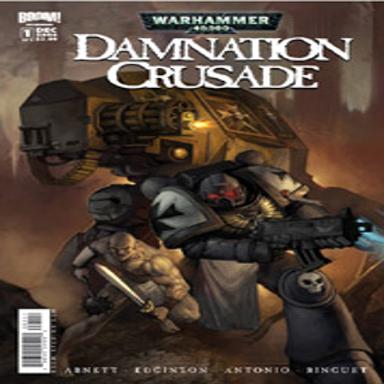 BOOM!
1 DEC
WARHAMMER
40,000
DAMNATION
CRUSADE
ABNETT · EDGINTON · ANTONIO · BINGUET